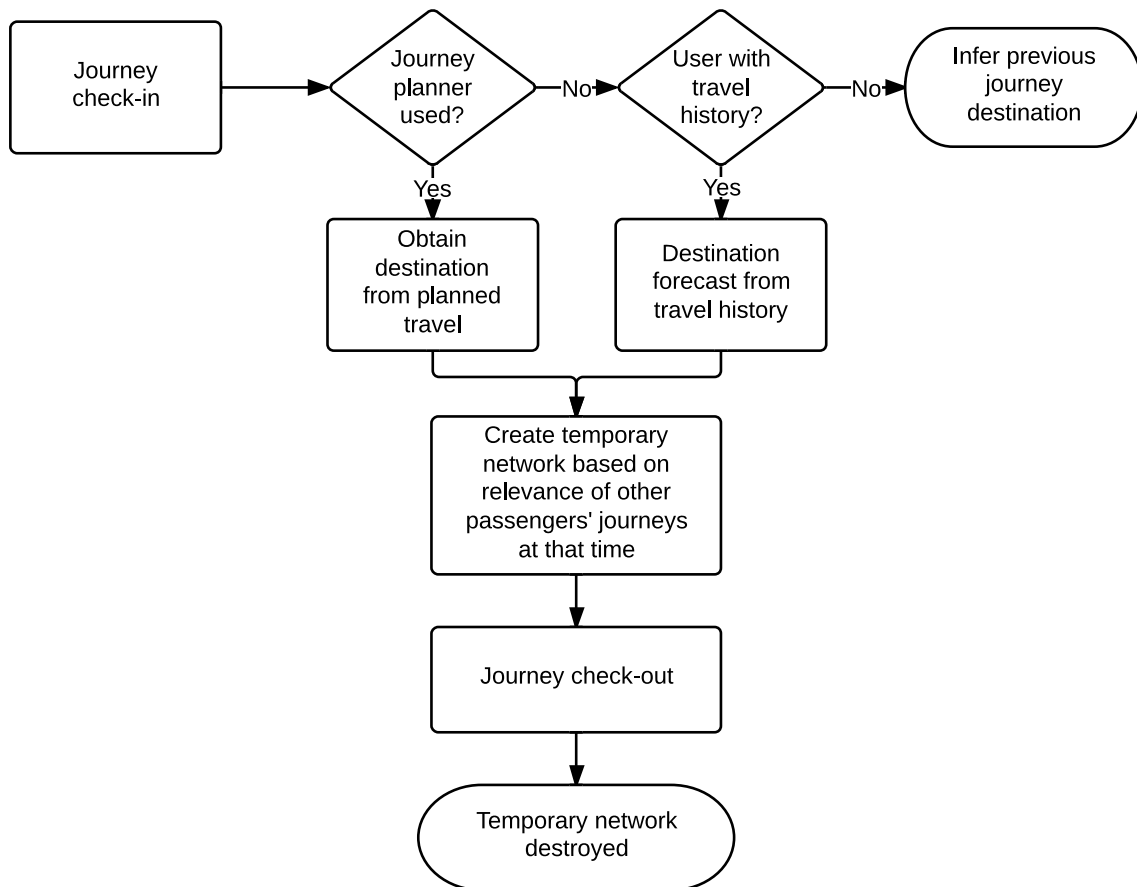 Journey
check-in
Journey
planner
used?
No
User with
travel
history?
No
Infer previous
journey
destination
Yes
Yes
Obtain
destination
from planned
travel
Destination
forecast from
travel history
Create temporary
network based on
relevance of other
passengers' journeys
at that time
Journey check-out
Temporary network
destroyed